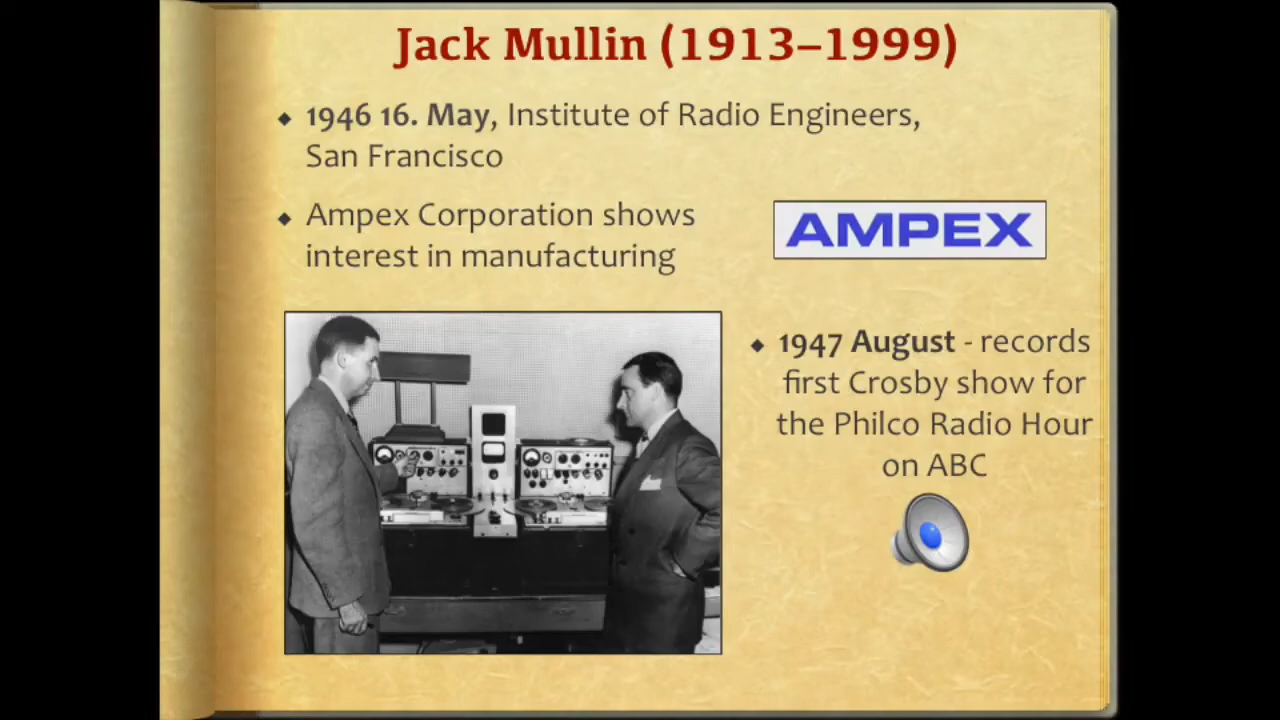 Jack Mullin (1913–1999)
◆ 1946 16. May, Institute of Radio Engineers,
San Francisco
◆ Ampex Corporation shows
interest in manufacturing
AMPEX
◆ 1947 August - records
first Crosby show for
the Philco Radio Hour
on ABC